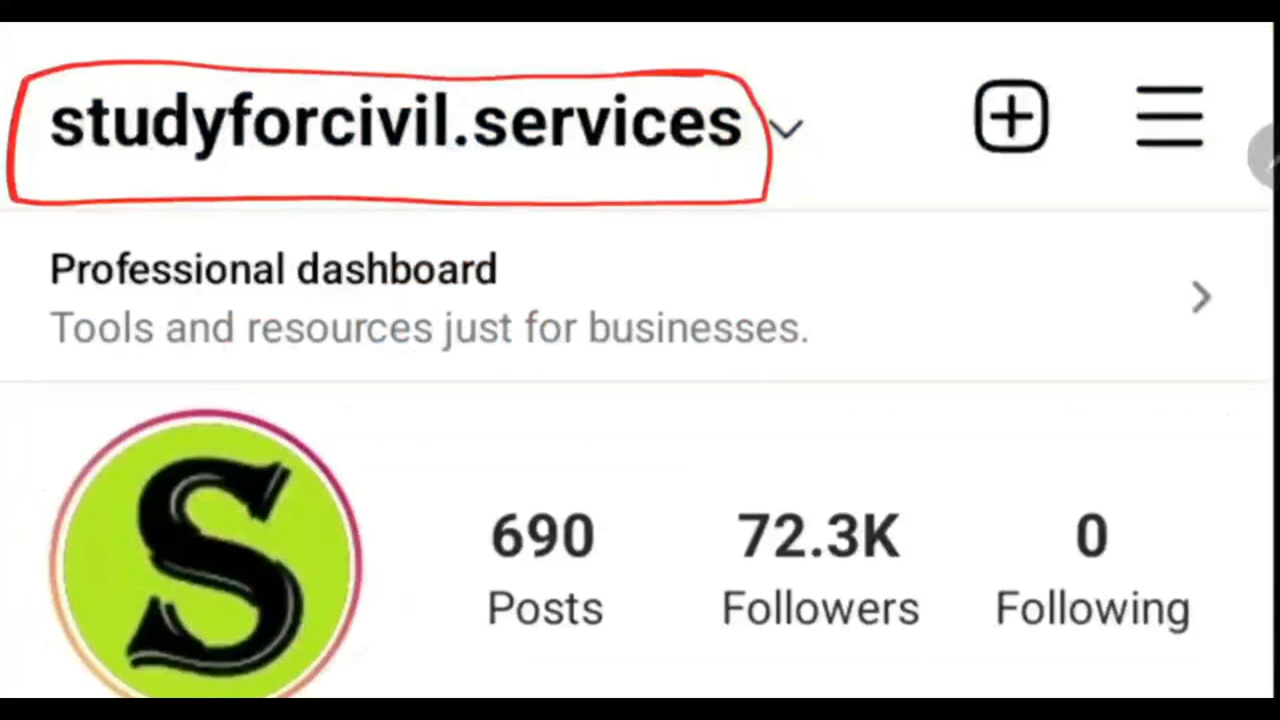 studyforcivil.services
Professional dashboard
Tools and resources just for businesses.
S
690 72.3K 0
Posts Followers Following